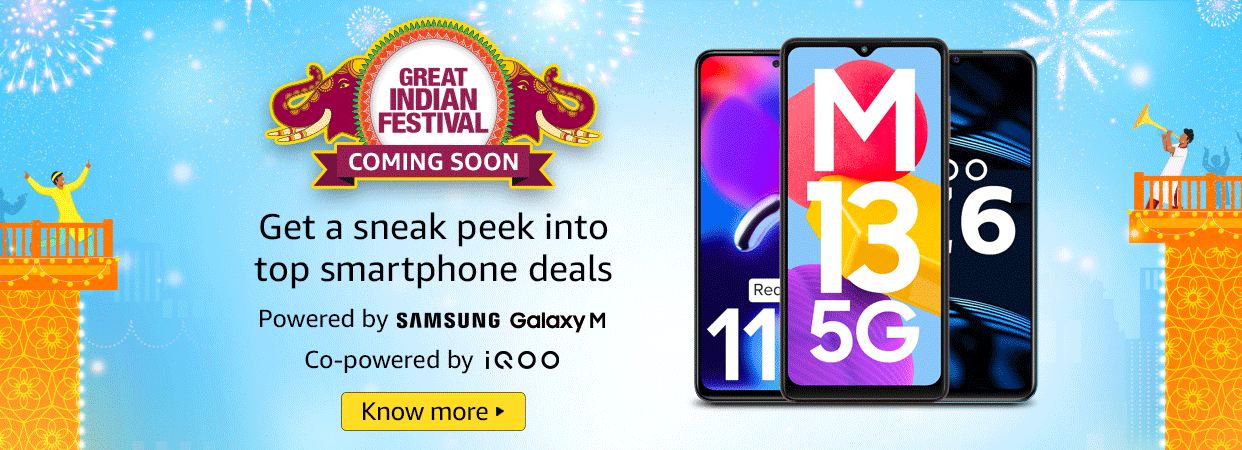 GREAT
INDIAN
FESTIVAL
COMING SOON
Get a sneak peek into
top smartphone deals
Powered by SAMSUNG Galaxy M
Co-powered by iQOO
Know more
11
M
13
5G
6